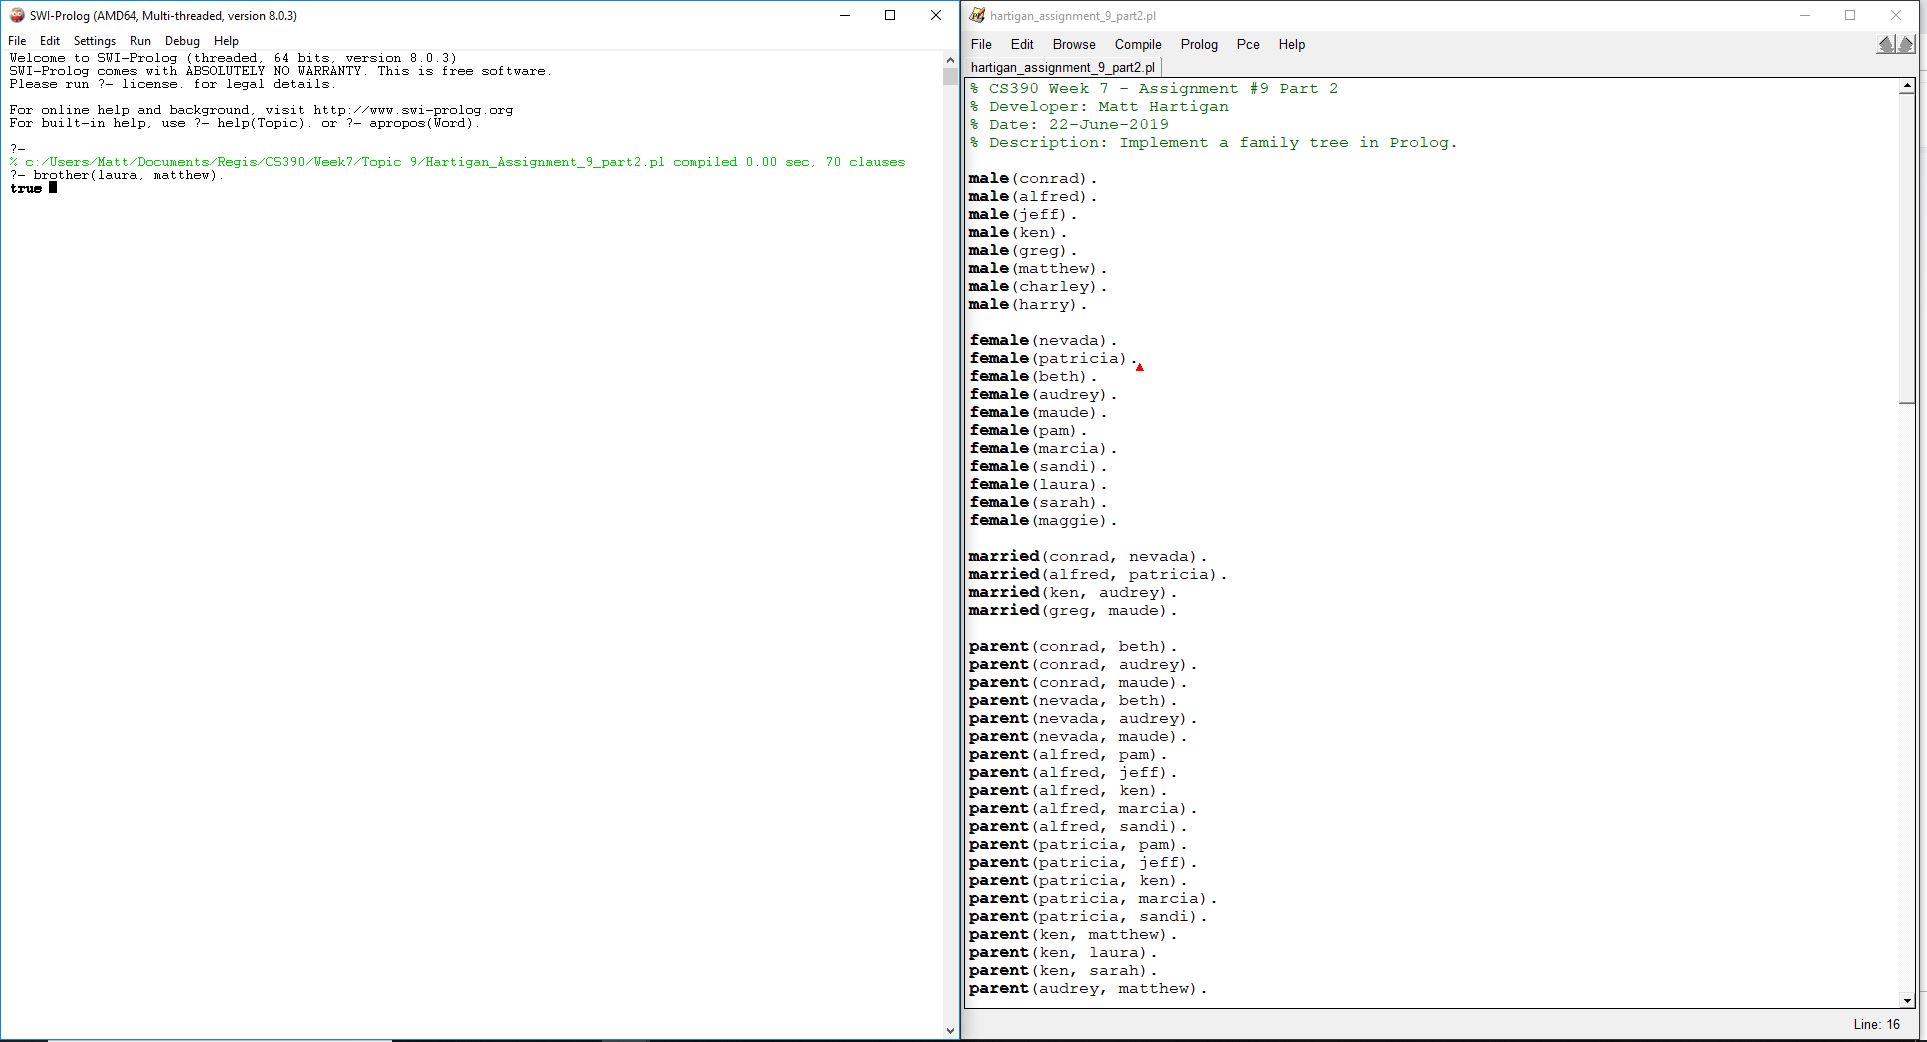 SWI-Prolog (AMD64, Multi-threaded, version 8.0.3)
File Edit Settings Run Debug Help
Welcome to SWI-Prolog (threaded, 64 bits, version 8.0.3)
SWI-Prolog comes with ABSOLUTELY NO WARRANTY. This is free software.
Please run ?- license. for legal details.
For online help and background, visit http://www.swi-prolog.org
For built-in help, use ?- help(Topic). or ?- apropos(Word).
?-
% c:/Users/Matt/Documents/Regis/CS390/Week7/Topic 9/Hartigan_Assignment_9_part2.pl compiled 0.00 sec, 70 clauses
?- brother(laura, matthew).
true
hartigan_assignment_9_part2.pl
File Edit Browse Compile Prolog Pce Help
hartigan_assignment_9_part2.pl
% CS390 Week 7 - Assignment #9 Part 2
% Developer: Matt Hartigan
% Date: 22-June-2019
% Description: Implement a family tree in Prolog.
male(conrad).
male(alfred).
male(jeff).
male(ken).
male(greg).
male(matthew).
male(charley).
male(harry).
female(nevada).
female(patricia).
female(beth).
female(audrey).
female(maude).
female(pam).
female(marcia).
female(sandi).
female(laura).
female(sarah).
female(maggie).
married(conrad, nevada).
married(alfred, patricia).
married(ken, audrey).
married(greg, maude).
parent(conrad, beth).
parent(conrad, audrey).
parent(conrad, maude).
parent(nevada, beth).
parent(nevada, audrey).
parent(nevada, maude).
parent(alfred, pam).
parent(alfred, jeff).
parent(alfred, ken).
parent(alfred, marcia).
parent(alfred, sandi).
parent(patricia, pam).
parent(patricia, jeff).
parent(patricia, ken).
parent(patricia, marcia).
parent(patricia, sandi).
parent(ken, matthew).
parent(ken, laura).
parent(ken, sarah).
parent(audrey, matthew).
Line: 16